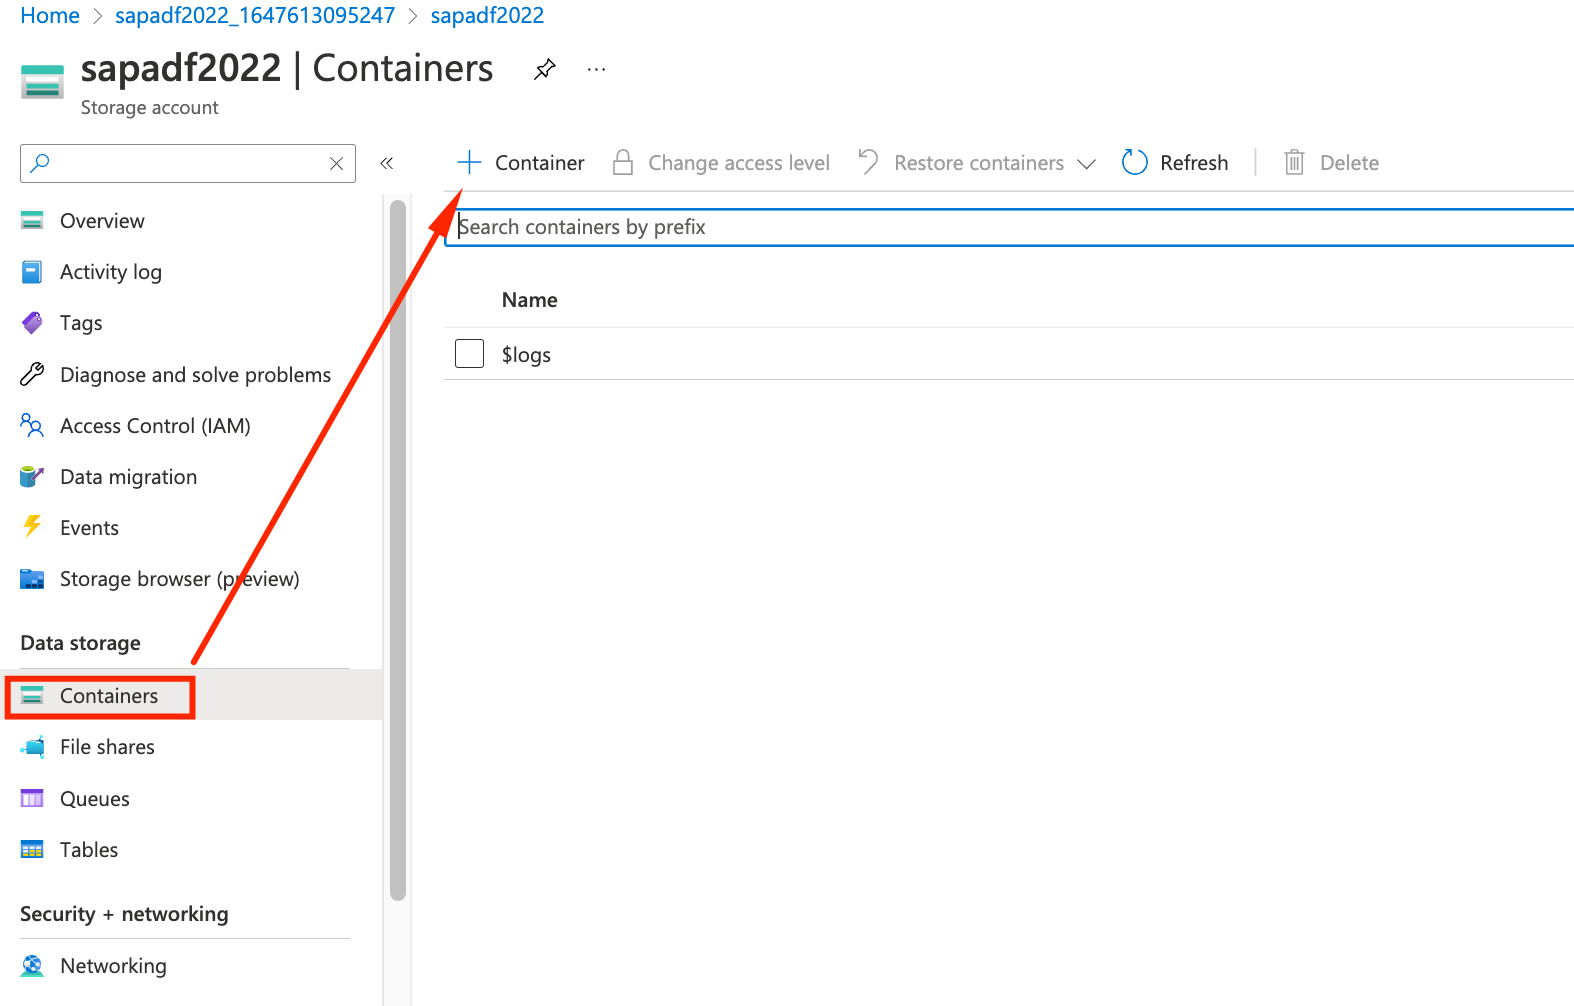 Home > sapadf2022_1647613095247 > sapadf2022
sapadf2022 | Containers ...
Storage account
Container Change access level Restore containers Refresh Delete
Search containers by prefix
Name
$logs
Overview
Activity log
Tags
Diagnose and solve problems
Access Control (IAM)
Data migration
Events
Storage browser (preview)
Data storage
Containers
File shares
Queues
Tables
Security + networking
Networking